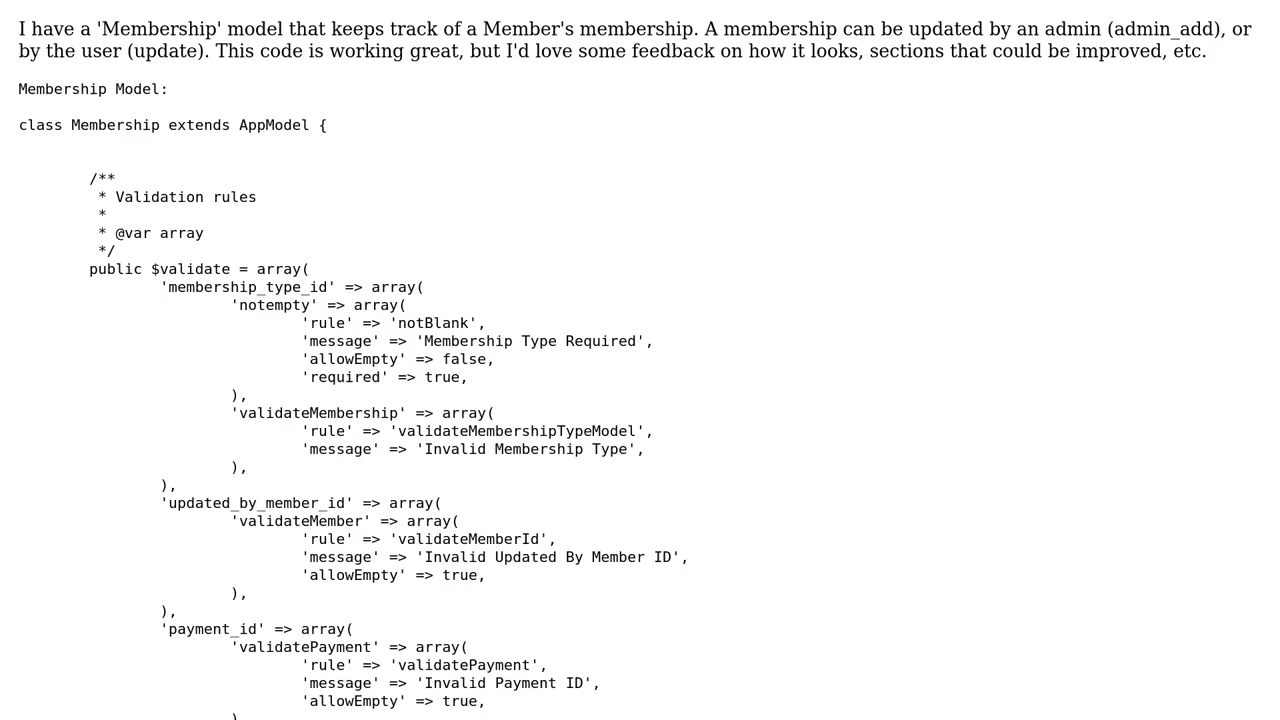 I have a 'Membership' model that keeps track of a Member's membership. A membership can be updated by an admin (admin_add), or
by the user (update). This code is working great, but I'd love some feedback on how it looks, sections that could be improved, etc.
Membership Model:
class Membership extends AppModel {
/**
* Validation rules
*
* @var array
*/
public $validate = array(
'membership_type_id' => array(
'notempty' => array(
'rule' => 'notBlank',
'message' => 'Membership Type Required',
'allowEmpty' => false,
'required' => true,
),
'validateMembership' => array(
'rule' => 'validateMembershipTypeModel',
'message' => 'Invalid Membership Type',
),
),
'updated_by_member_id' => array(
'validateMember' => array(
'rule' => 'validateMemberId',
'message' => 'Invalid Updated By Member ID',
'allowEmpty' => true,
),
),
'payment_id' => array(
'validatePayment' => array(
'rule' => 'validatePayment',
'message' => 'Invalid Payment ID',
'allowEmpty' => true,